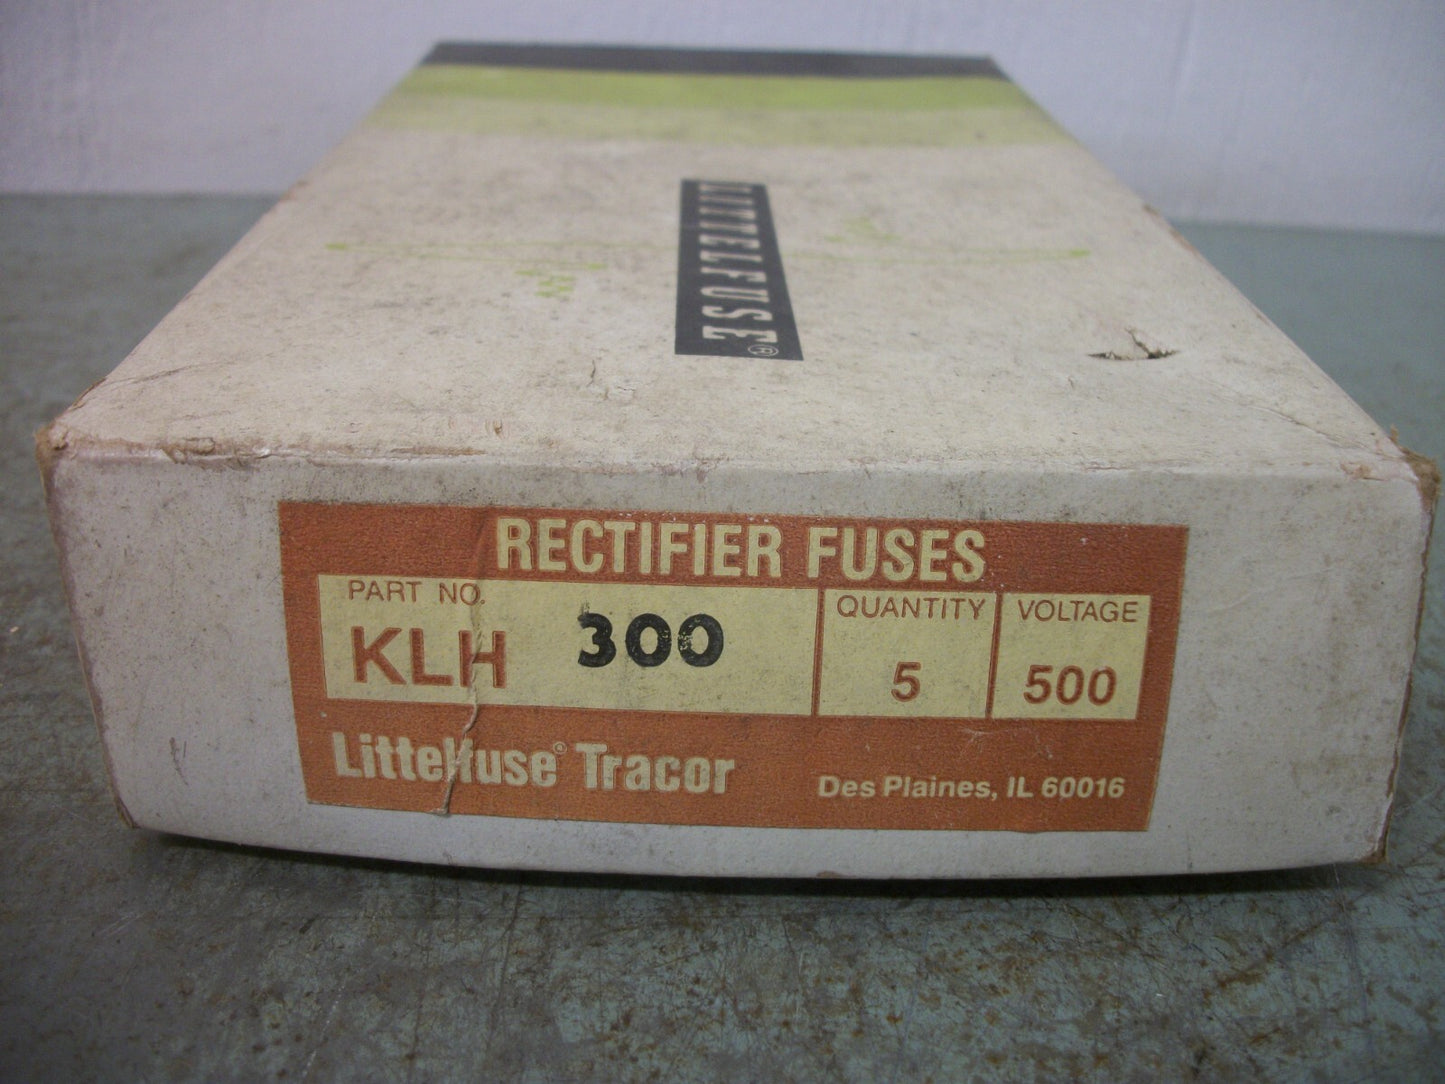 LITTELFUSE®
RECTIFIER FUSES
PART NO. QUANTITY VOLTAGE
KLH 300 5 500
Littelfuse® Tracor Des Plaines, IL 60016